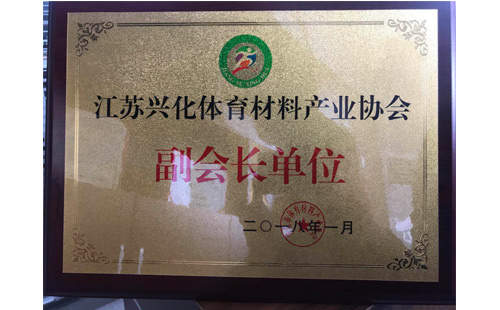 江苏兴化体育材料产业协会
副会长单位
二〇一八年一月